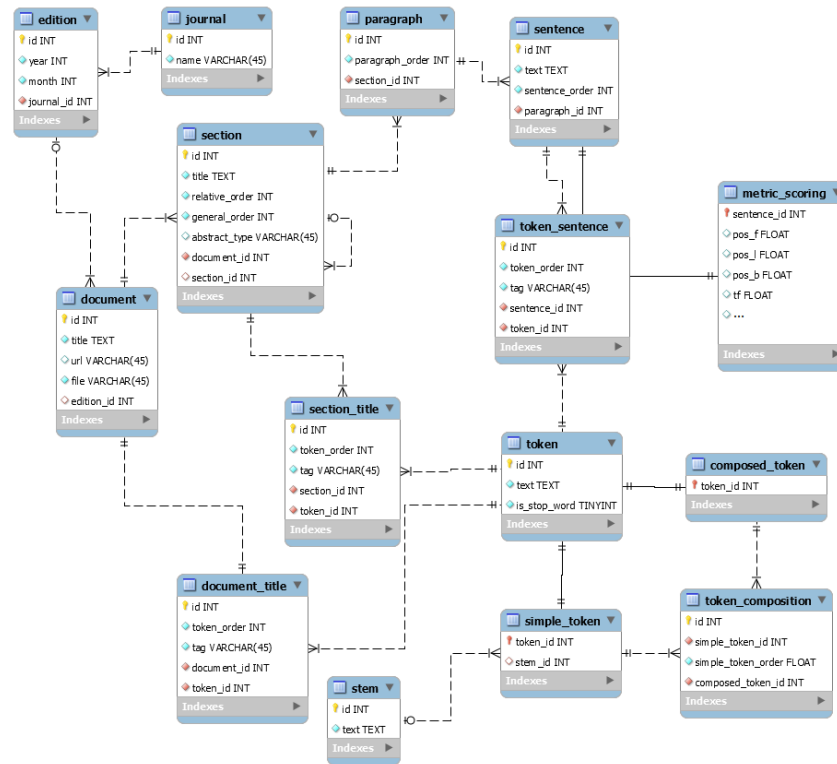 edition
id INT
year INT
month INT
journal_id INT
Indexes
journal
id INT
name VARCHAR(45)
Indexes
paragraph
id INT
paragraph_order INT
section_id INT
Indexes
sentence
id INT
text TEXT
sentence_order INT
paragraph_id INT
Indexes
section
id INT
title TEXT
relative_order INT
general_order INT
abstract_type VARCHAR(45)
document_id INT
section_id INT
Indexes
metric_scoring
sentence_id INT
pos_f FLOAT
pos_l FLOAT
pos_b FLOAT
tf FLOAT
...
Indexes
token_sentence
id INT
token_order INT
tag VARCHAR(45)
sentence_id INT
token_id INT
Indexes
document
id INT
title TEXT
url VARCHAR(45)
file VARCHAR(45)
edition_id INT
Indexes
section_title
id INT
token_order INT
tag VARCHAR(45)
section_id INT
token_id INT
Indexes
token
id INT
text TEXT
is_stop_word TINYINT
Indexes
composed_token
token_id INT
Indexes
document_title
id INT
token_order INT
tag VARCHAR(45)
document_id INT
token_id INT
Indexes
simple_token
token_id INT
stem_id INT
Indexes
token_composition
id INT
simple_token_id INT
simple_token_order FLOAT
composed_token_id INT
Indexes
stem
id INT
text TEXT
Indexes